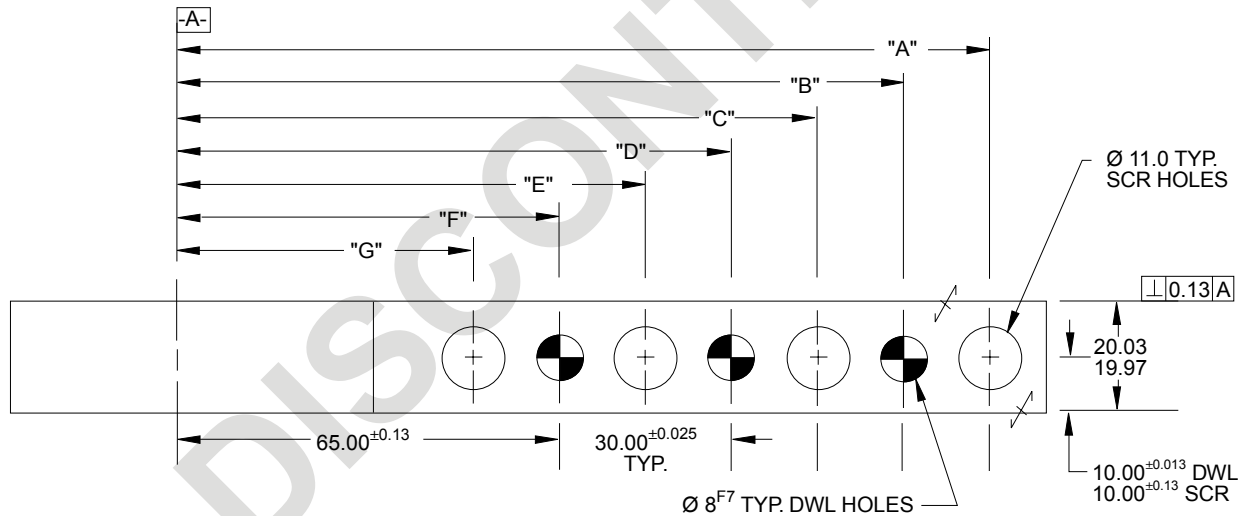 -A-
"A"
"B"
"C"
"D"
"E"
"F"
"G"
Ø 11.0 TYP.
SCR HOLES
⊥ 0.13 A
20.03
19.97
65.00±0.13
30.00±0.025
TYP.
10.00±0.013 DWL
10.00±0.13 SCR
Ø 8F7 TYP. DWL HOLES
DISCONT